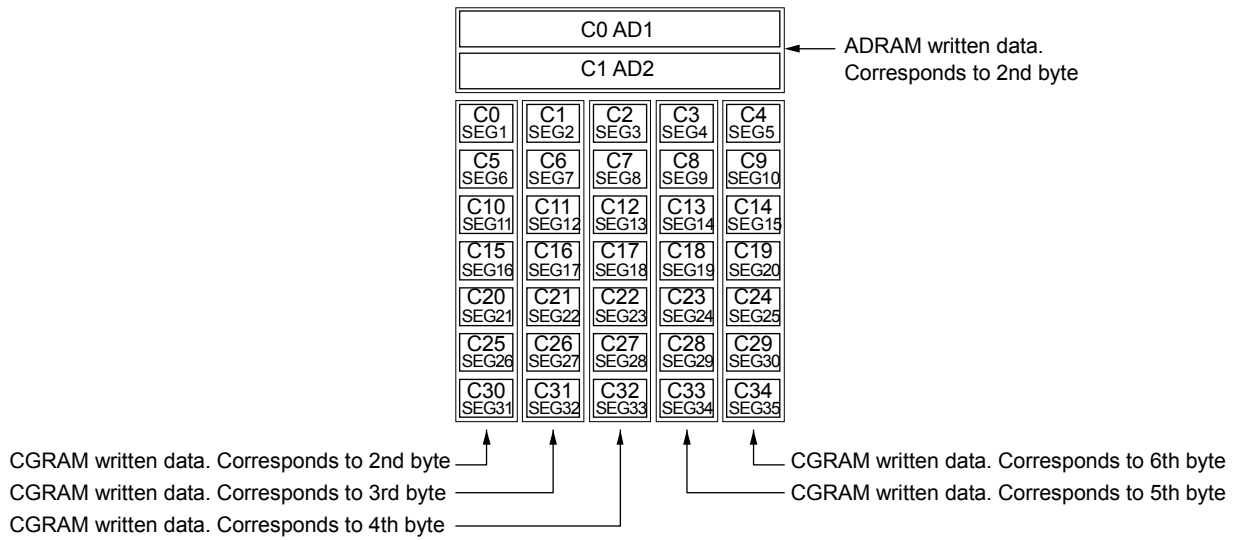 C0 AD1
ADRAM written data.
C1 AD2
Corresponds to 2nd byte
C0 C1 C2 C3 C4
SEG1 SEG2 SEG3 SEG4 SEG5
C5 C6 C7 C8 C9
SEG6 SEG7 SEG8 SEG9 SEG10
C10 C11 C12 C13 C14
SEG11 SEG12 SEG13 SEG14 SEG15
C15 C16 C17 C18 C19
SEG16 SEG17 SEG18 SEG19 SEG20
C20 C21 C22 C23 C24
SEG21 SEG22 SEG23 SEG24 SEG25
C25 C26 C27 C28 C29
SEG26 SEG27 SEG28 SEG29 SEG30
C30 C31 C32 C33 C34
SEG31 SEG32 SEG33 SEG34 SEG35
CGRAM written data. Corresponds to 2nd byte
CGRAM written data. Corresponds to 6th byte
CGRAM written data. Corresponds to 3rd byte
CGRAM written data. Corresponds to 5th byte
CGRAM written data. Corresponds to 4th byte